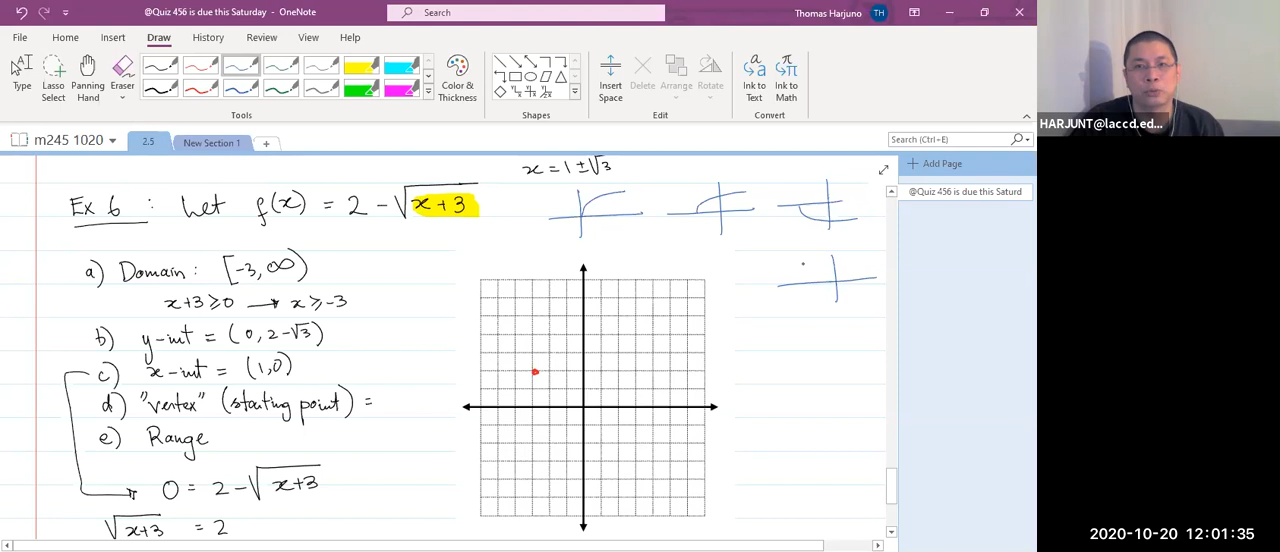 @Quiz 456 is due this Saturday - OneNote
Search
Thomas Harjuno
TH
File
Home
Insert
Draw
History
Review
View
Help
Type
Lasso Select
Panning Hand
Eraser
Color & Thickness
Insert Space
Delete
Arrange
Rotate
Ink to Text
Ink to Math
Tools
Shapes
Edit
Convert
m245 1020
2.5
New Section 1
+
Search (Ctrl+E)
Add Page
@Quiz 456 is due this Saturd
HARJUNT@laccd.ed...
x = 1 ± √3
Ex 6 : Let f(x) = 2 - √(x + 3)
a) Domain : [-3, ∞)
x+3 ≥ 0 → x ≥ -3
b) y-int = (0, 2-√3)
c) x-int = (1,0)
d) "vertex" (starting point) =
e) Range
0 = 2 - √(x+3)
√(x+3) = 2
2020-10-20 12:01:35